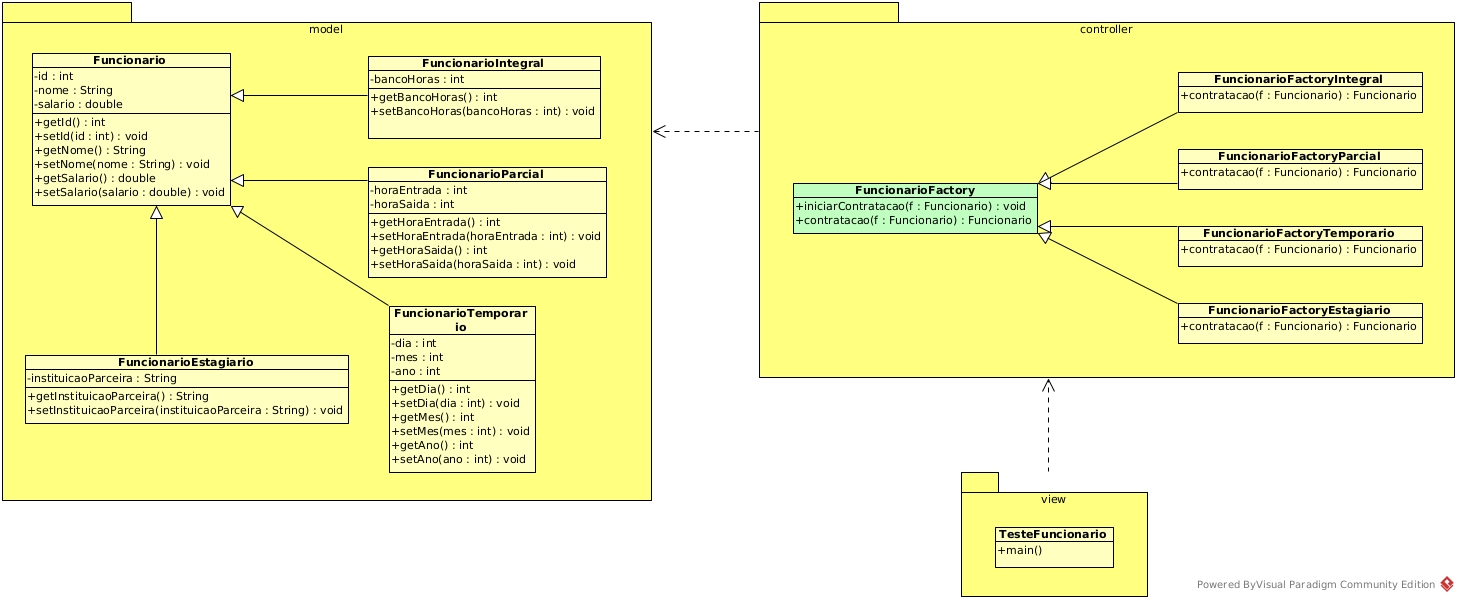 model
Funcionario
-id : int
-nome : String
-salario : double
+getId() : int
+setId(id : int) : void
+getNome() : String
+setNome(nome : String) : void
+getSalario() : double
+setSalario(salario : double) : void
FuncionarioIntegral
-bancoHoras : int
+getBancoHoras() : int
+setBancoHoras(bancoHoras : int) : void
FuncionarioParcial
-horaEntrada : int
-horaSaida : int
+getHoraEntrada() : int
+setHoraEntrada(horaEntrada : int) : void
+getHoraSaida() : int
+setHoraSaida(horaSaida : int) : void
FuncionarioTemporar
io
-dia : int
-mes : int
-ano : int
+getDia() : int
+setDia(dia : int) : void
+getMes() : int
+setMes(mes : int) : void
+getAno() : int
+setAno(ano : int) : void
FuncionarioEstagiario
-instituicaoParceira : String
+getInstituicaoParceira() : String
+setInstituicaoParceira(instituicaoParceira : String) : void
controller
FuncionarioFactory
+iniciarContratacao(f : Funcionario) : void
+contratacao(f : Funcionario) : Funcionario
FuncionarioFactoryIntegral
+contratacao(f : Funcionario) : Funcionario
FuncionarioFactoryParcial
+contratacao(f : Funcionario) : Funcionario
FuncionarioFactoryTemporario
+contratacao(f : Funcionario) : Funcionario
FuncionarioFactoryEstagiario
+contratacao(f : Funcionario) : Funcionario
view
TesteFuncionario
+main()
Powered ByVisual Paradigm Community Edition